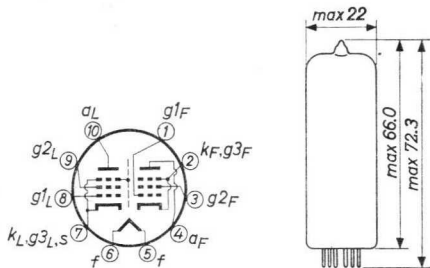 max 22
max 66.0
max 72.3
a_L
⑩
g1_F
①
g2_L
⑨
k_F,g3_F
②
g1_L
⑧
③
g2_F
k_L,g3_L,s
⑦
④
a_F
f
⑥
⑤
f